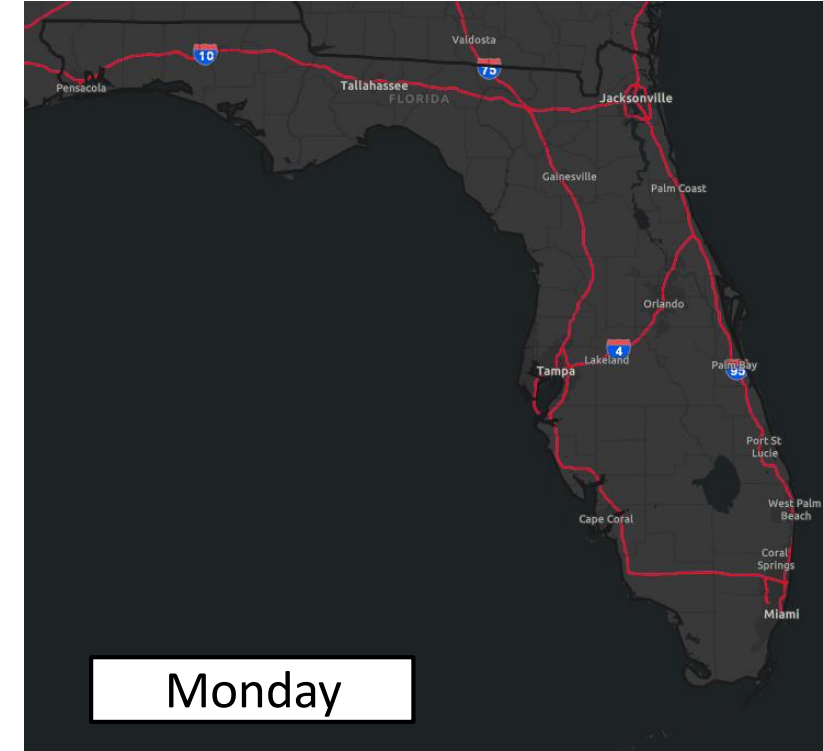 Valdosta
10
75
Pensacola
Tallahassee
FLORIDA
Jacksonville
Gainesville
Palm Coast
Orlando
4
Lakeland
Tampa
Palm Bay
95
Port St
Lucie
West Palm
Beach
Cape Coral
Coral
Springs
Miami
Monday